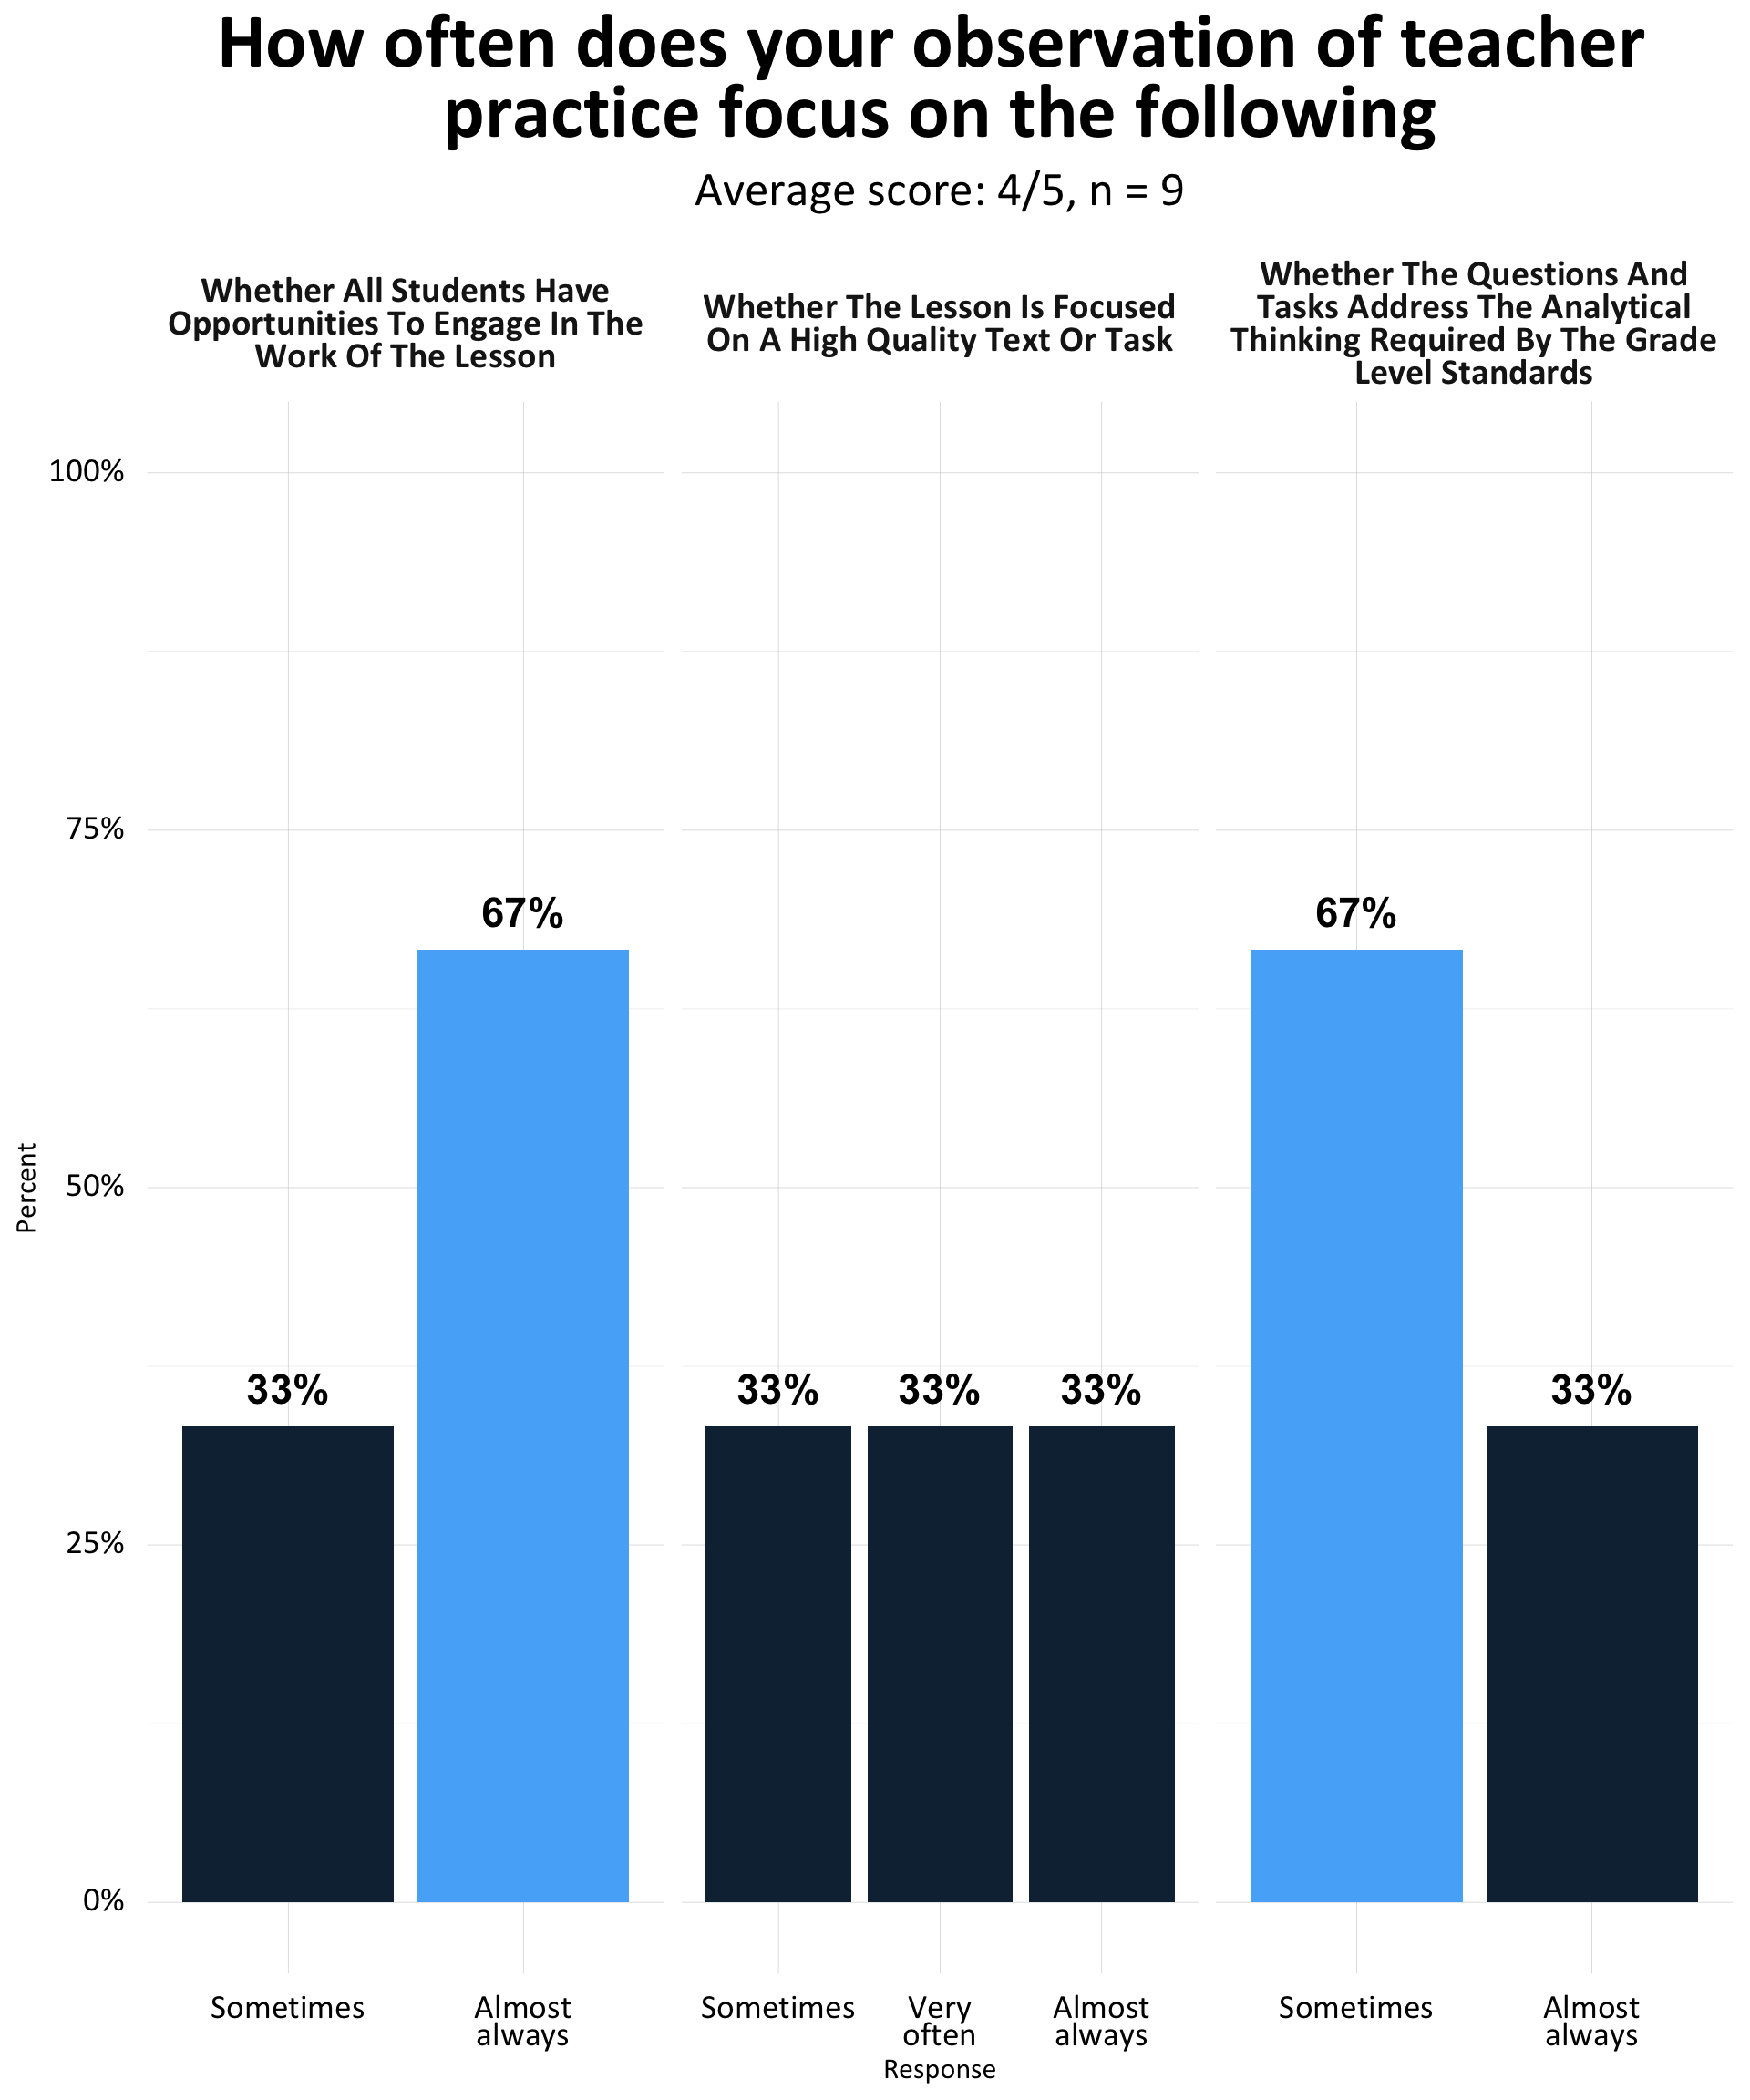 How often does your observation of teacher
practice focus on the following
Average score: 4/5, n = 9
Whether All Students Have
Opportunities To Engage In The
Work Of The Lesson
Whether The Lesson Is Focused
On A High Quality Text Or Task
Whether The Questions And
Tasks Address The Analytical
Thinking Required By The Grade
Level Standards
Percent
100%
75%
50%
25%
0%
33%
67%
33%
33%
33%
67%
33%
Sometimes
Almost
always
Sometimes
Very
often
Almost
always
Sometimes
Almost
always
Response